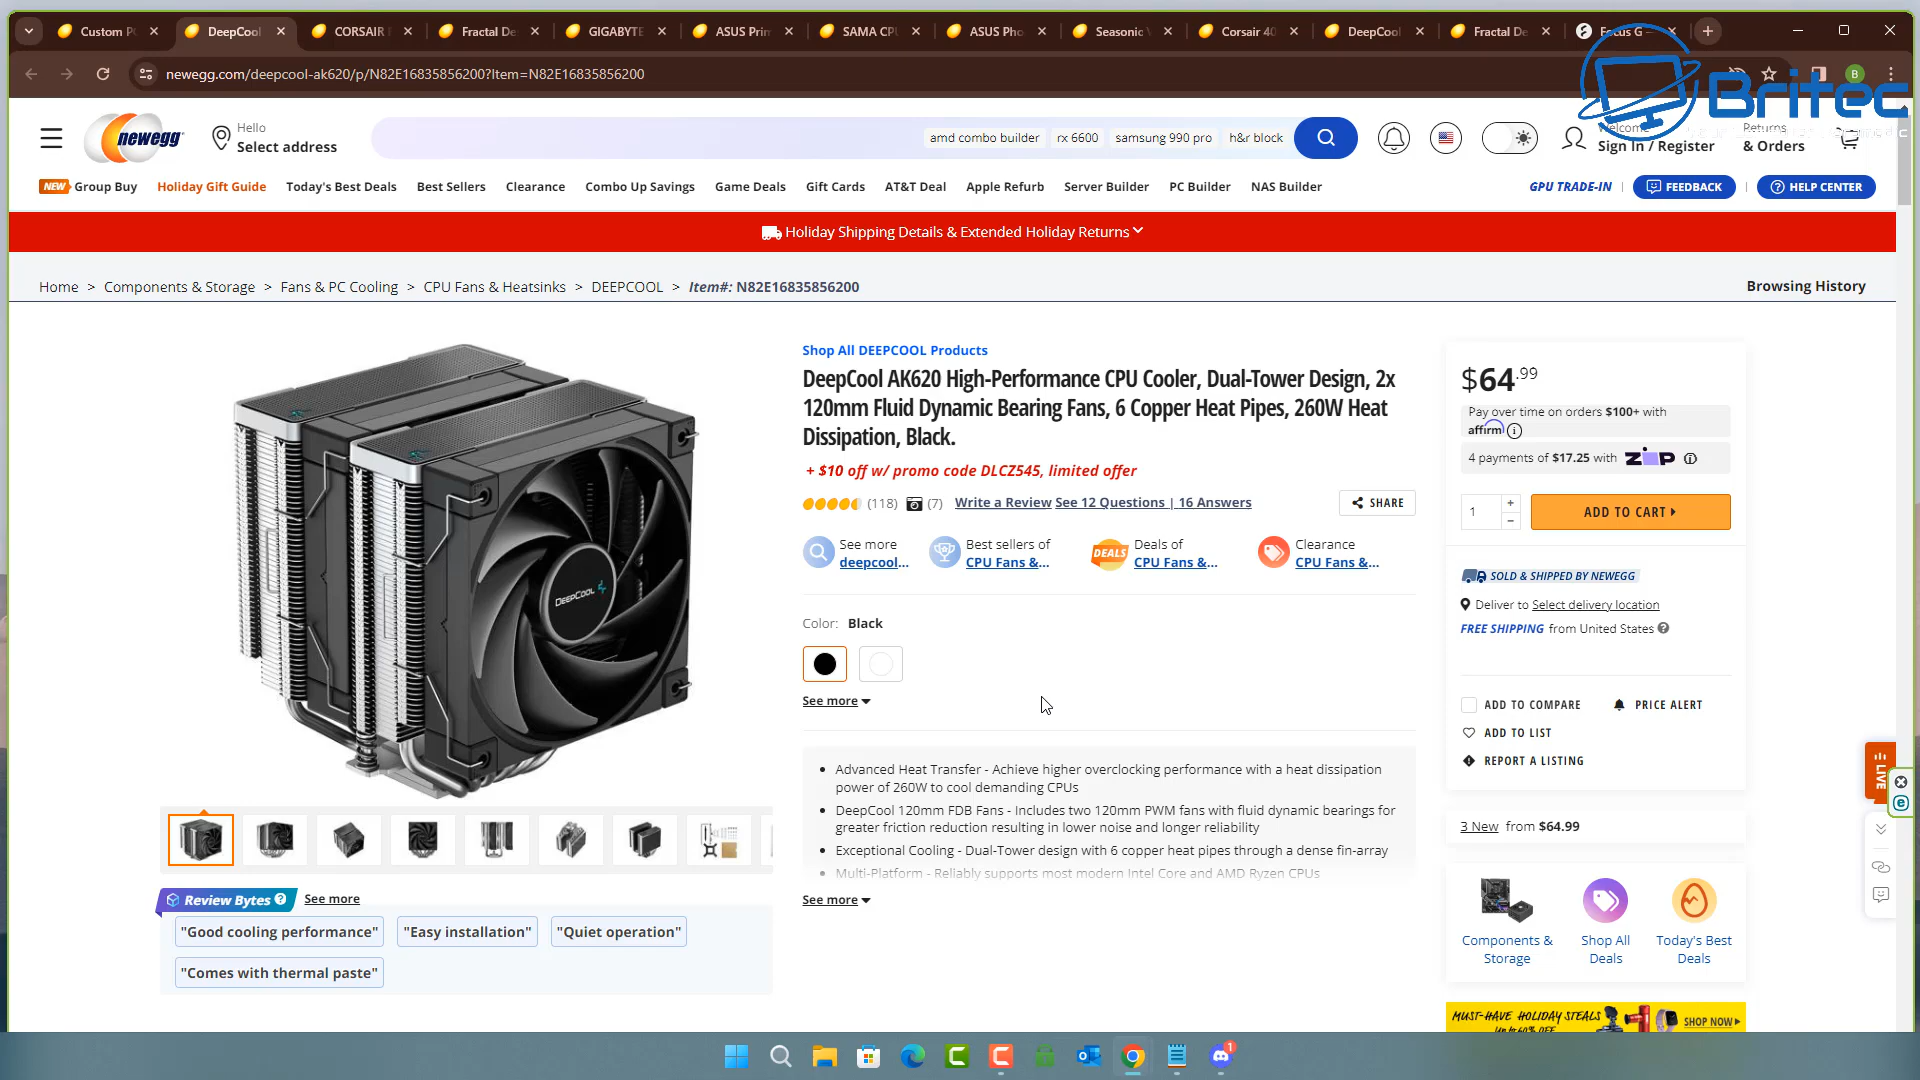 Custom P
DeepCool
CORSAIR
Fractal De
GIGABYTE
ASUS Prim
SAMA CPU
ASUS Pho
Seasonic
Corsair 40
DeepCool
Fractal De
Focus G
newegg.com/deepcool-ak620/p/N82E16835856200?Item=N82E16835856200
B
Britec
newegg
Hello
Select address
amd combo builder
rx 6600
samsung 990 pro
h&r block
Welcome
Sign In / Register
Returns
& Orders
NEW Group Buy
Holiday Gift Guide
Today's Best Deals
Best Sellers
Clearance
Combo Up Savings
Game Deals
Gift Cards
AT&T Deal
Apple Refurb
Server Builder
PC Builder
NAS Builder
GPU TRADE-IN
FEEDBACK
HELP CENTER
Holiday Shipping Details & Extended Holiday Returns
Home > Components & Storage > Fans & PC Cooling > CPU Fans & Heatsinks > DEEPCOOL > Item#: N82E16835856200
Browsing History
DEEPCOOL
Shop All DEEPCOOL Products
DeepCool AK620 High-Performance CPU Cooler, Dual-Tower Design, 2x
120mm Fluid Dynamic Bearing Fans, 6 Copper Heat Pipes, 260W Heat
Dissipation, Black.
+ $10 off w/ promo code DLCZ545, limited offer
(118)
(7)
Write a Review See 12 Questions | 16 Answers
SHARE
See more
deepcool...
Best sellers of
CPU Fans &...
DEALS
Deals of
CPU Fans &...
Clearance
CPU Fans &...
Color: Black
See more
Advanced Heat Transfer - Achieve higher overclocking performance with a heat dissipation
power of 260W to cool demanding CPUs
DeepCool 120mm FDB Fans - Includes two 120mm PWM fans with fluid dynamic bearings for
greater friction reduction resulting in lower noise and longer reliability
Exceptional Cooling - Dual-Tower design with 6 copper heat pipes through a dense fin-array
Multi-Platform - Reliably supports most modern Intel Core and AMD Ryzen CPUs
See more
Review Bytes
See more
"Good cooling performance"
"Easy installation"
"Quiet operation"
"Comes with thermal paste"
$64.99
Pay over time on orders $100+ with
affirm
4 payments of $17.25 with ZIP
1
ADD TO CART
SOLD & SHIPPED BY NEWEGG
Deliver to Select delivery location
FREE SHIPPING from United States
ADD TO COMPARE
PRICE ALERT
ADD TO LIST
REPORT A LISTING
3 New from $64.99
Components &
Storage
Shop All
Deals
Today's Best
Deals
MUST-HAVE HOLIDAY STEALS
Up to 60% OFF
SHOP NOW
LIVE
1